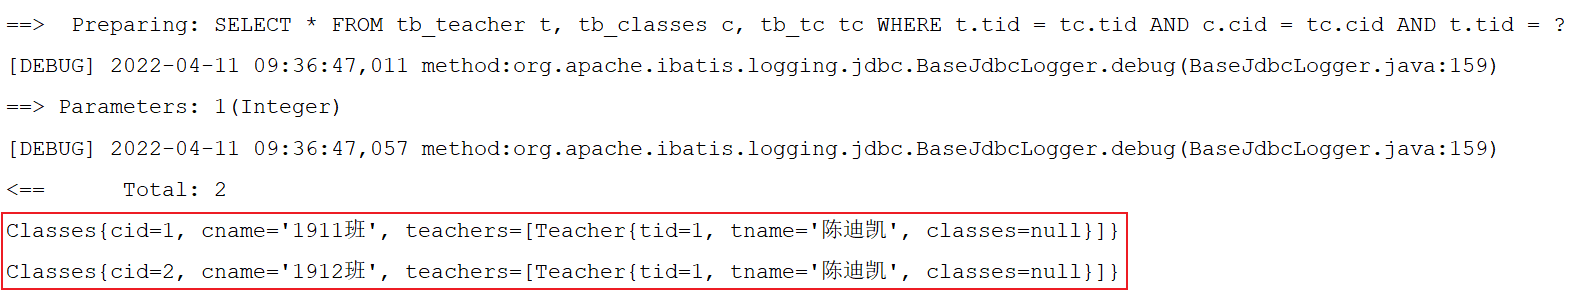 ==>  Preparing: SELECT * FROM tb_teacher t, tb_classes c, tb_tc tc WHERE t.tid = tc.tid AND c.cid = tc.cid AND t.tid = ?
[DEBUG] 2022-04-11 09:36:47,011 method:org.apache.ibatis.logging.jdbc.BaseJdbcLogger.debug(BaseJdbcLogger.java:159)
==> Parameters: 1(Integer)
[DEBUG] 2022-04-11 09:36:47,057 method:org.apache.ibatis.logging.jdbc.BaseJdbcLogger.debug(BaseJdbcLogger.java:159)
<==      Total: 2
Classes{cid=1, cname='1911班', teachers=[Teacher{tid=1, tname='陈迪凯', classes=null}]}
Classes{cid=2, cname='1912班', teachers=[Teacher{tid=1, tname='陈迪凯', classes=null}]}